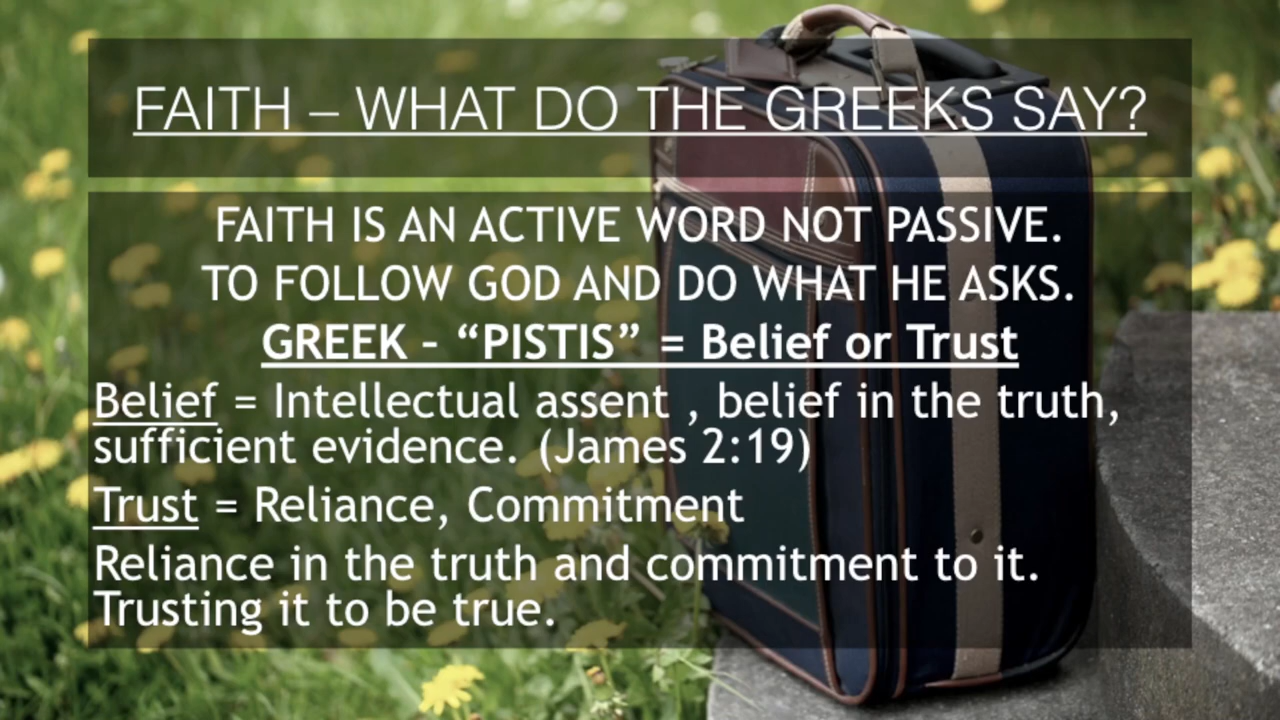 FAITH – WHAT DO THE GREEKS SAY?
FAITH IS AN ACTIVE WORD NOT PASSIVE.
TO FOLLOW GOD AND DO WHAT HE ASKS.
GREEK – “PISTIS” = Belief or Trust
Belief = Intellectual assent , belief in the truth,
sufficient evidence. (James 2:19)
Trust = Reliance, Commitment
Reliance in the truth and commitment to it.
Trusting it to be true.